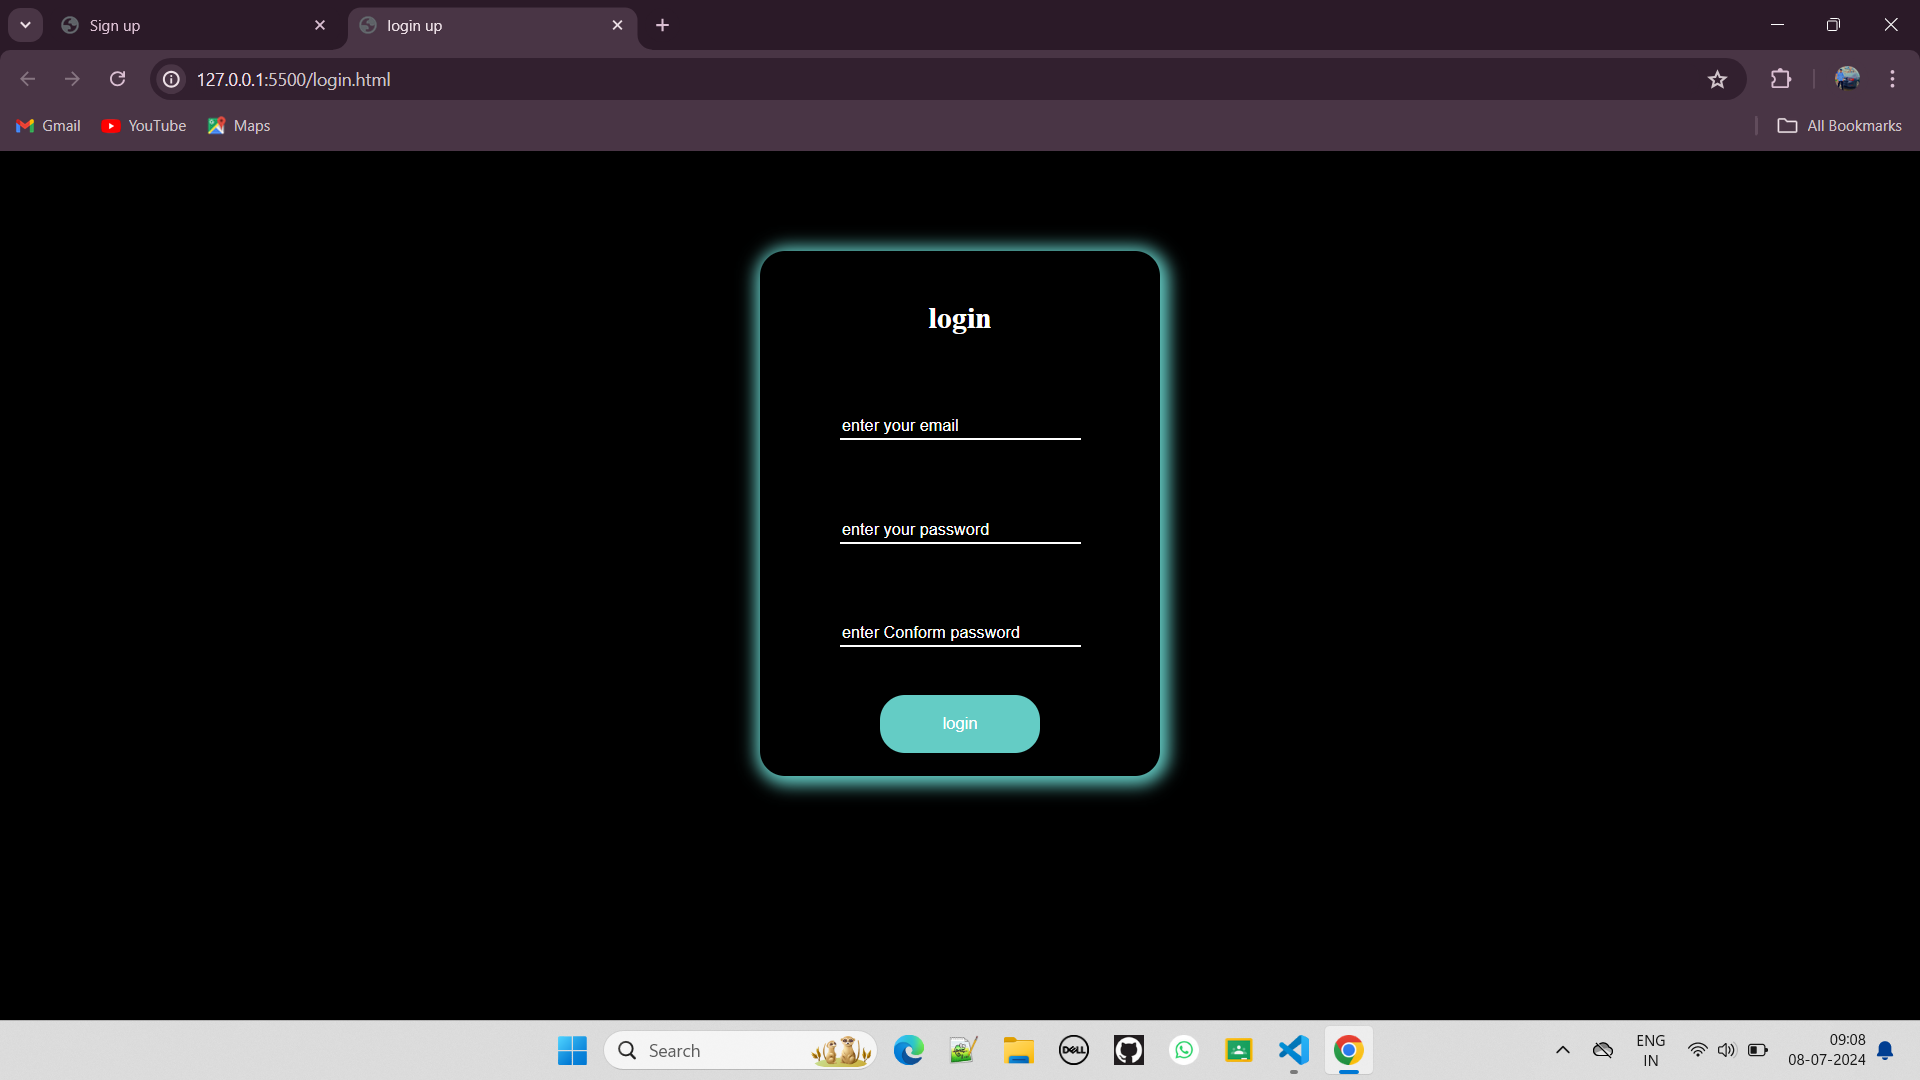 Sign up
login up
127.0.0.1:5500/login.html
Gmail
YouTube
Maps
All Bookmarks
login
enter your email
enter your password
enter Conform password
login
Search
DELL
ENG
IN
09:08
08-07-2024